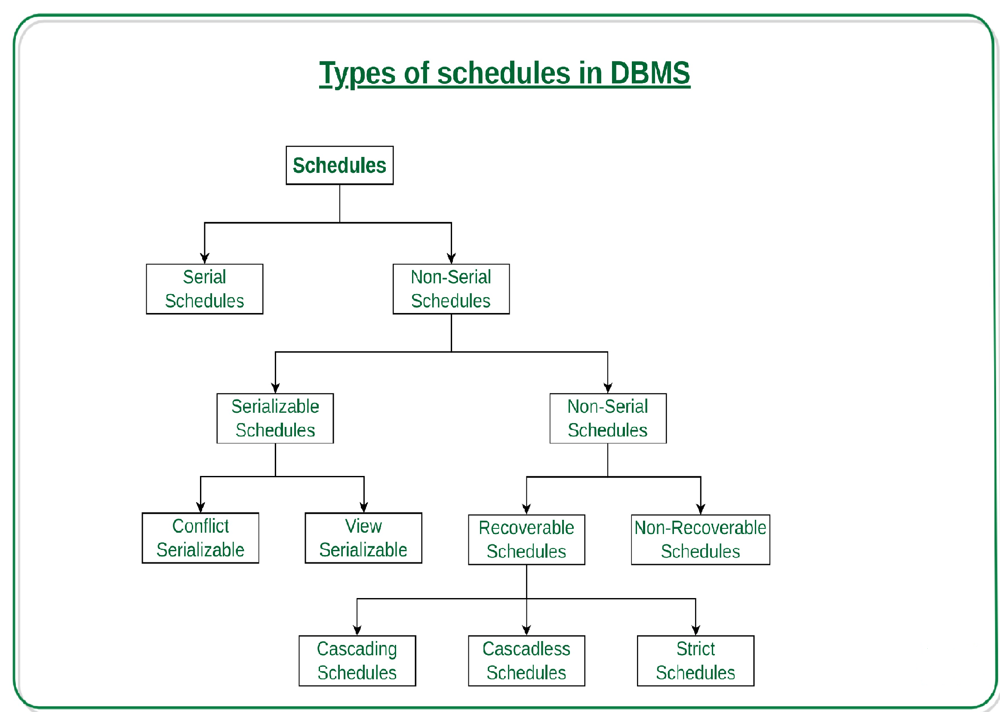 Types of schedules in DBMS
Schedules
Serial
Schedules
Non-Serial
Schedules
Serializable
Schedules
Non-Serial
Schedules
Conflict
Serializable
View
Serializable
Recoverable
Schedules
Non-Recoverable
Schedules
Cascading
Schedules
Cascadless
Schedules
Strict
Schedules